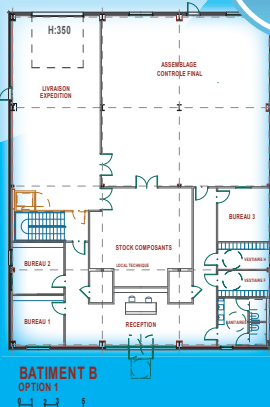 H:350
ASSEMBLAGE
CONTROLE FINAL
LIVRAISON
EXPEDITION
BUREAU 3
STOCK COMPOSANTS
VESTIAIRE H
LOCAL TECHNIQUE
BUREAU 2
VESTIAIRE F
BUREAU 1
RECEPTION
SANITAIRES
BATIMENT B
OPTION 1
0 1 2 3 5